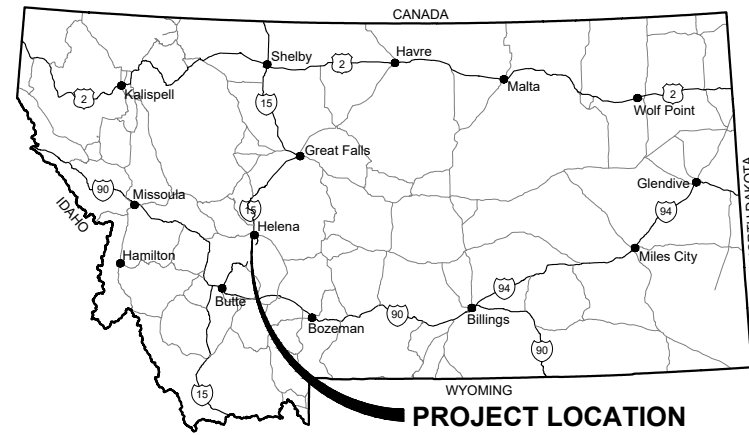 CANADA
Shelby
2
Havre
2
Kalispell
15
Malta
2
Wolf Point
Great Falls
90
Missoula
IDAHO
15
Helena
Glendive
94
Hamilton
Butte
Miles City
94
Billings
90
Bozeman
90
15
WYOMING
PROJECT LOCATION